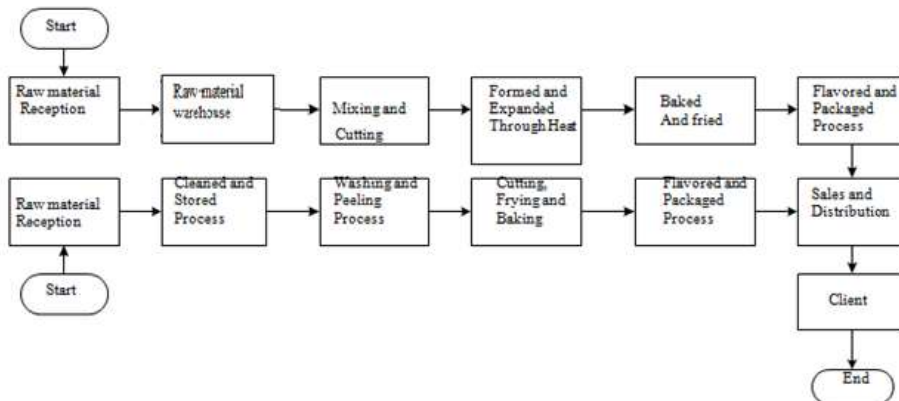 Start
Raw material
Reception
Raw-material
warehouse
Mixing and
Cutting
Formed and
Expanded
Through Heat
Baked
And fried
Flavored and
Packaged
Process
Raw material
Reception
Cleaned and
Stored
Process
Washing and
Peeling
Process
Cutting,
Frying and
Baking
Flavored and
Packaged
Process
Sales and
Distribution
Start
Client
End